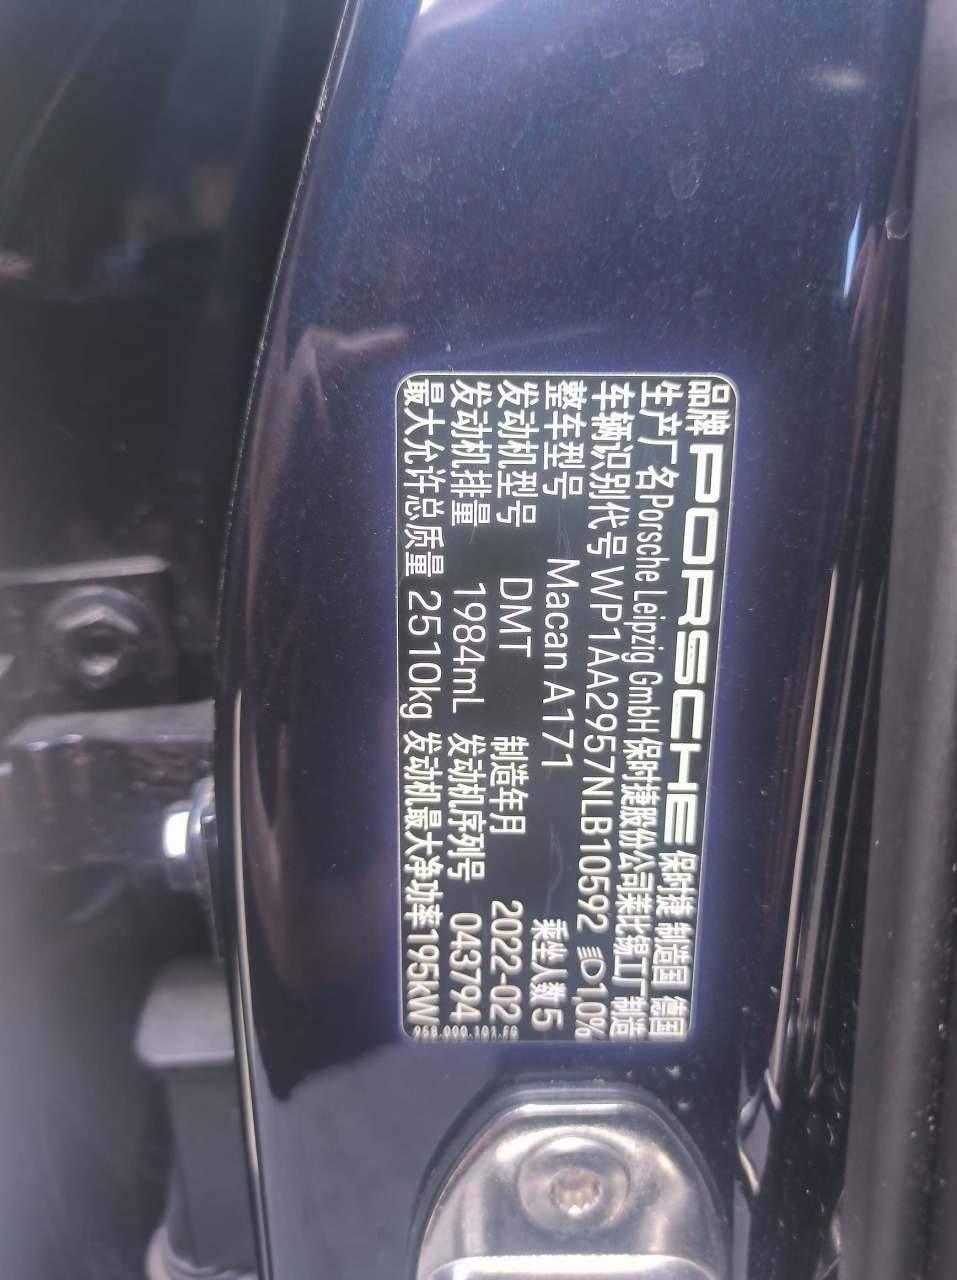 品牌 PORSCHE 保时捷 制造国 德国
生产厂名 Porsche Leipzig GmbH 保时捷股份公司莱比锡工厂制造
车辆识别代号 WP1AA2957NLB10592 1,0%
整车型号 Macan A171 乘坐人数 5
发动机型号 DMT 制造年月 2022-02
发动机排量 1984mL 发动机序列号 043794
最大允许总质量 2510kg 发动机最大净功率 195kW
958.000.101.FG